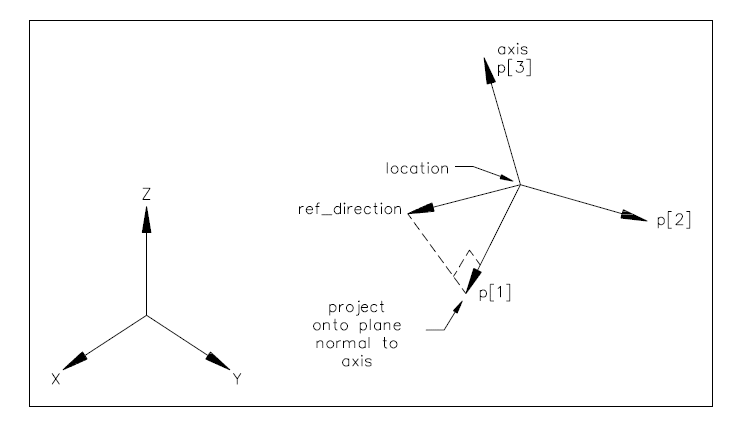 axis
p[3]
location
Z
ref_direction
p[2]
p[1]
project
onto plane
normal to
axis
X
Y